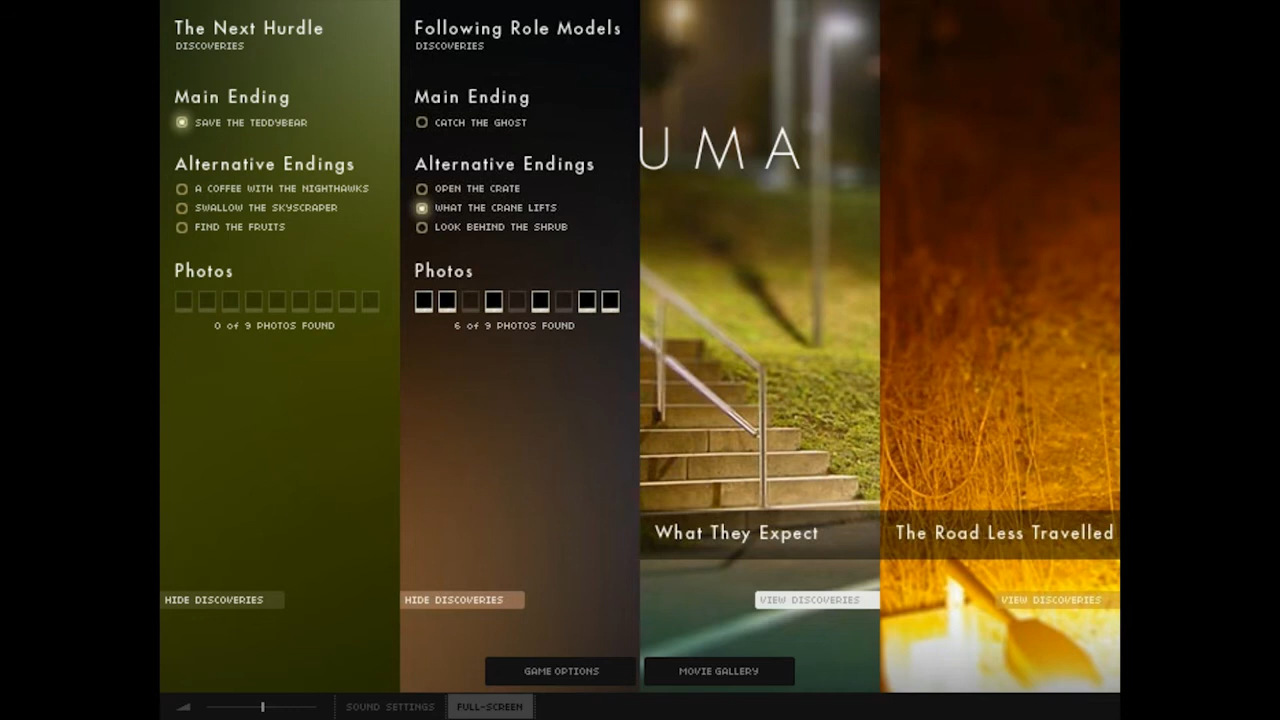 The Next Hurdle
DISCOVERIES
Main Ending
SAVE THE TEDDYBEAR
Alternative Endings
A COFFEE WITH THE NIGHTHAWKS
SWALLOW THE SKYSCRAPER
FIND THE FRUITS
Photos
0 of 9 PHOTOS FOUND
HIDE DISCOVERIES
Following Role Models
DISCOVERIES
Main Ending
CATCH THE GHOST
Alternative Endings
OPEN THE CRATE
WHAT THE CRANE LIFTS
LOOK BEHIND THE SHRUB
Photos
6 of 9 PHOTOS FOUND
HIDE DISCOVERIES
UMA
What They Expect
VIEW DISCOVERIES
The Road Less Travelled
VIEW DISCOVERIES
GAME OPTIONS
MOVIE GALLERY
SOUND SETTINGS
FULL-SCREEN